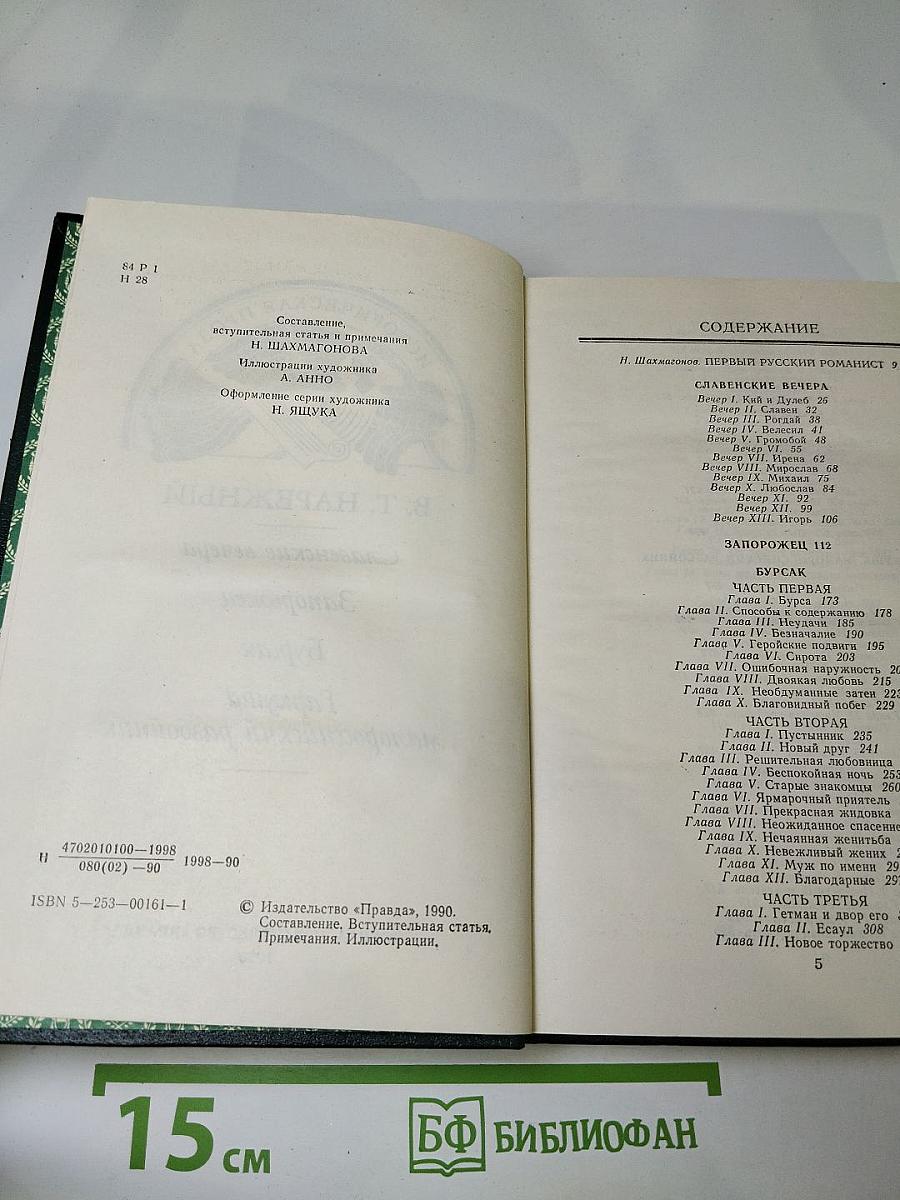 84 Р 1
Н 28
Составление,
вступительная статья и примечания
Н. ШАХМАГОНОВА
Иллюстрации художника
А. АННО
Оформление серии художника
Н. ЯЩУКА
Н 4702010100—1998
080(02) —90 1998—90
ISBN 5—253—00161—1
© Издательство «Правда», 1990.
Составление. Вступительная статья.
Примечания. Иллюстрации.
СОДЕРЖАНИЕ
Н. Шахмагонов. ПЕРВЫЙ РУССКИЙ РОМАНИСТ 9
СЛАВЕНСКИЕ ВЕЧЕРА
Вечер I. Кий и Дулеб 26
Вечер II. Славен 32
Вечер III. Рогдай 38
Вечер IV. Велесил 41
Вечер V. Громобой 48
Вечер VI. 55
Вечер VII. Ирена 62
Вечер VIII. Мирослав 68
Вечер IX. Михаил 75
Вечер X. Любослав 84
Вечер XI. 92
Вечер XII. 99
Вечер XIII. Игорь 106
ЗАПОРОЖЕЦ 112
БУРСАК
ЧАСТЬ ПЕРВАЯ
Глава I. Бурса 173
Глава II. Способы к содержанию 178
Глава III. Неудачи 185
Глава IV. Безначалие 190
Глава V. Геройские подвиги 195
Глава VI. Сирота 203
Глава VII. Ошибочная наружность 20
Глава VIII. Двоякая любовь 215
Глава IX. Необдуманные затеи 223
Глава X. Благовидный побег 229
ЧАСТЬ ВТОРАЯ
Глава I. Пустынник 235
Глава II. Новый друг 241
Глава III. Решительная любовница
Глава IV. Беспокойная ночь 253
Глава V. Старые знакомцы 260
Глава VI. Ярмарочный приятель
Глава VII. Прекрасная жидовка
Глава VIII. Неожиданное спасение
Глава IX. Нечаянная женитьба
Глава X. Невежливый жених 2
Глава XI. Муж по имени 29
Глава XII. Благодарные 297
ЧАСТЬ ТРЕТЬЯ
Глава I. Гетман и двор его
Глава II. Есаул 308
Глава III. Новое торжество
5
15 см
БФ БИБЛИОФАН